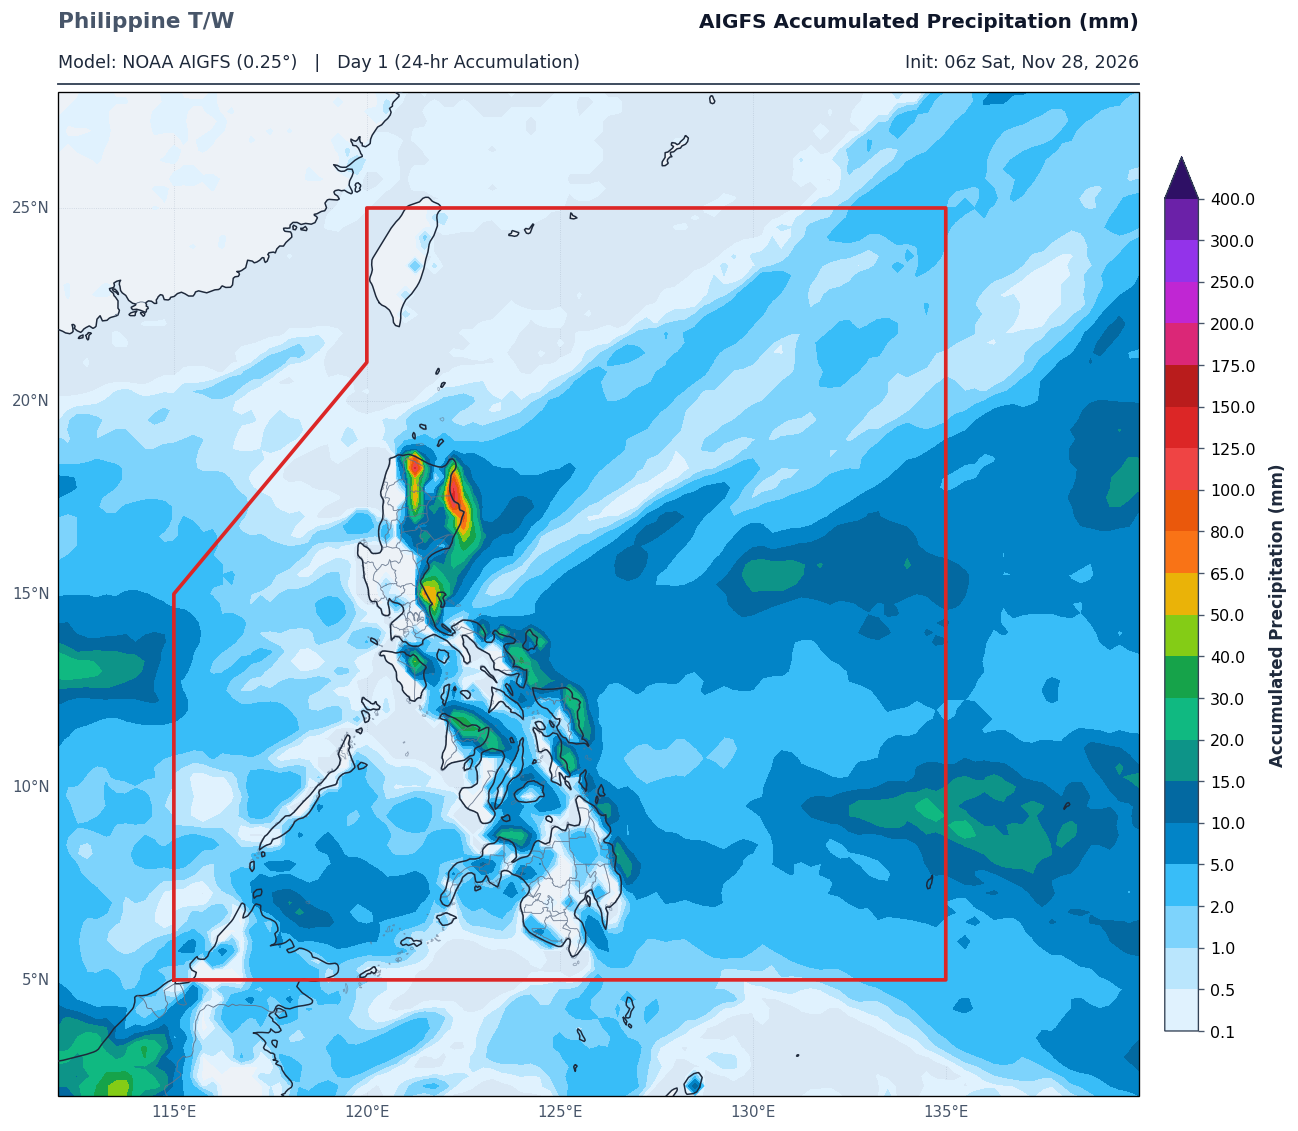 Philippine T/W
AIGFS Accumulated Precipitation (mm)
Model: NOAA AIGFS (0.25°)   |   Day 1 (24-hr Accumulation)
Init: 06z Sat, Nov 28, 2026
25°N
20°N
15°N
10°N
5°N
115°E
120°E
125°E
130°E
135°E
400.0
300.0
250.0
200.0
175.0
150.0
125.0
100.0
80.0
65.0
50.0
40.0
30.0
20.0
15.0
10.0
5.0
2.0
1.0
0.5
0.1
Accumulated Precipitation (mm)